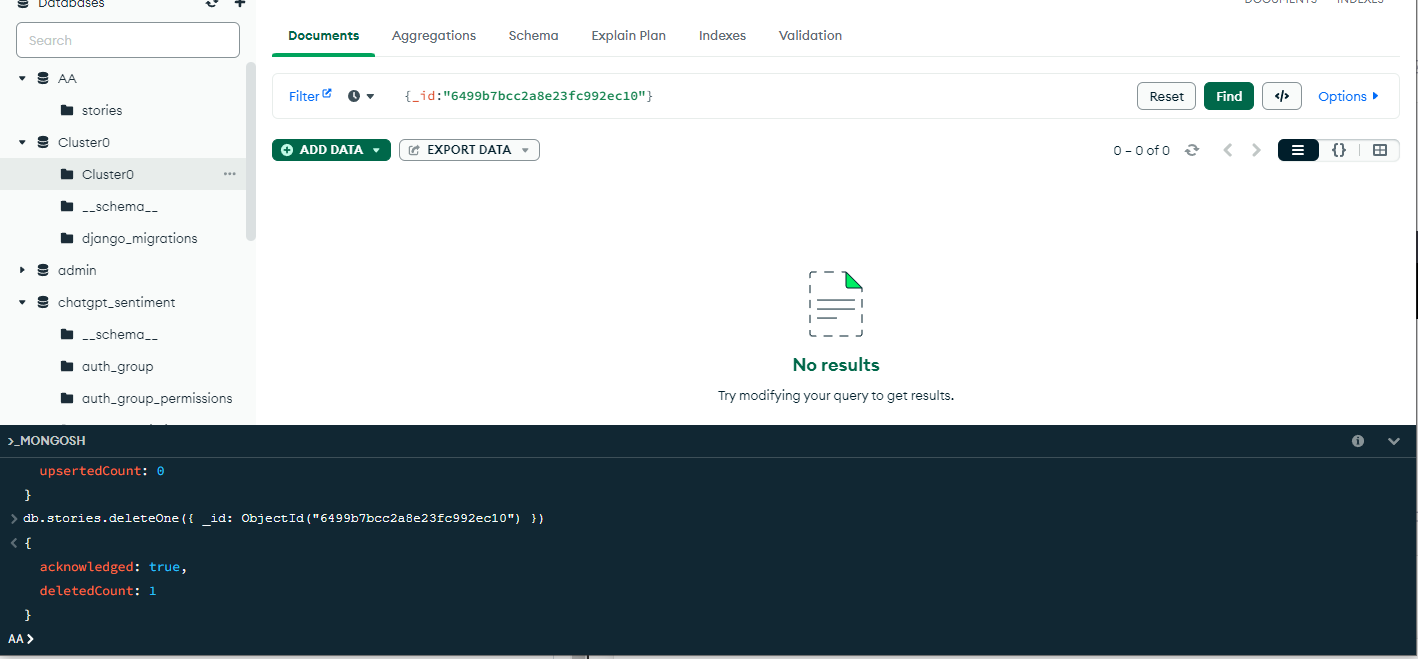 Databases
Search
AA
stories
Cluster0
Cluster0
__schema__
django_migrations
admin
chatgpt_sentiment
__schema__
auth_group
auth_group_permissions
DOCUMENTS INDEXES
Documents Aggregations Schema Explain Plan Indexes Validation
Filter {_id:"6499b7bcc2a8e23fc992ec10"} Reset Find </> Options
ADD DATA EXPORT DATA 0 – 0 of 0 {}
No results
Try modifying your query to get results.
>_MONGOSH
upsertedCount: 0
}
> db.stories.deleteOne({ _id: ObjectId("6499b7bcc2a8e23fc992ec10") })
< {
acknowledged: true,
deletedCount: 1
}
AA >